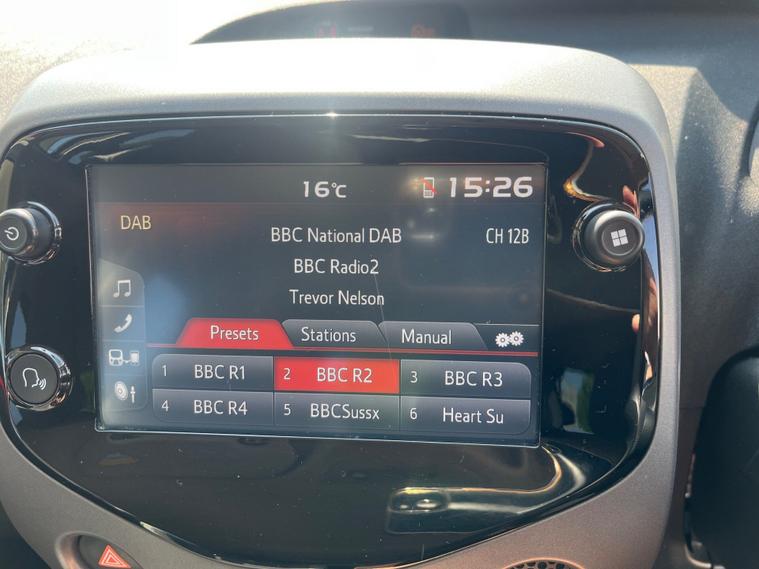 16°C 15:26
DAB BBC National DAB CH 12B
BBC Radio2
Trevor Nelson
Presets Stations Manual
1 BBC R1 2 BBC R2 3 BBC R3
4 BBC R4 5 BBCSussx 6 Heart Su